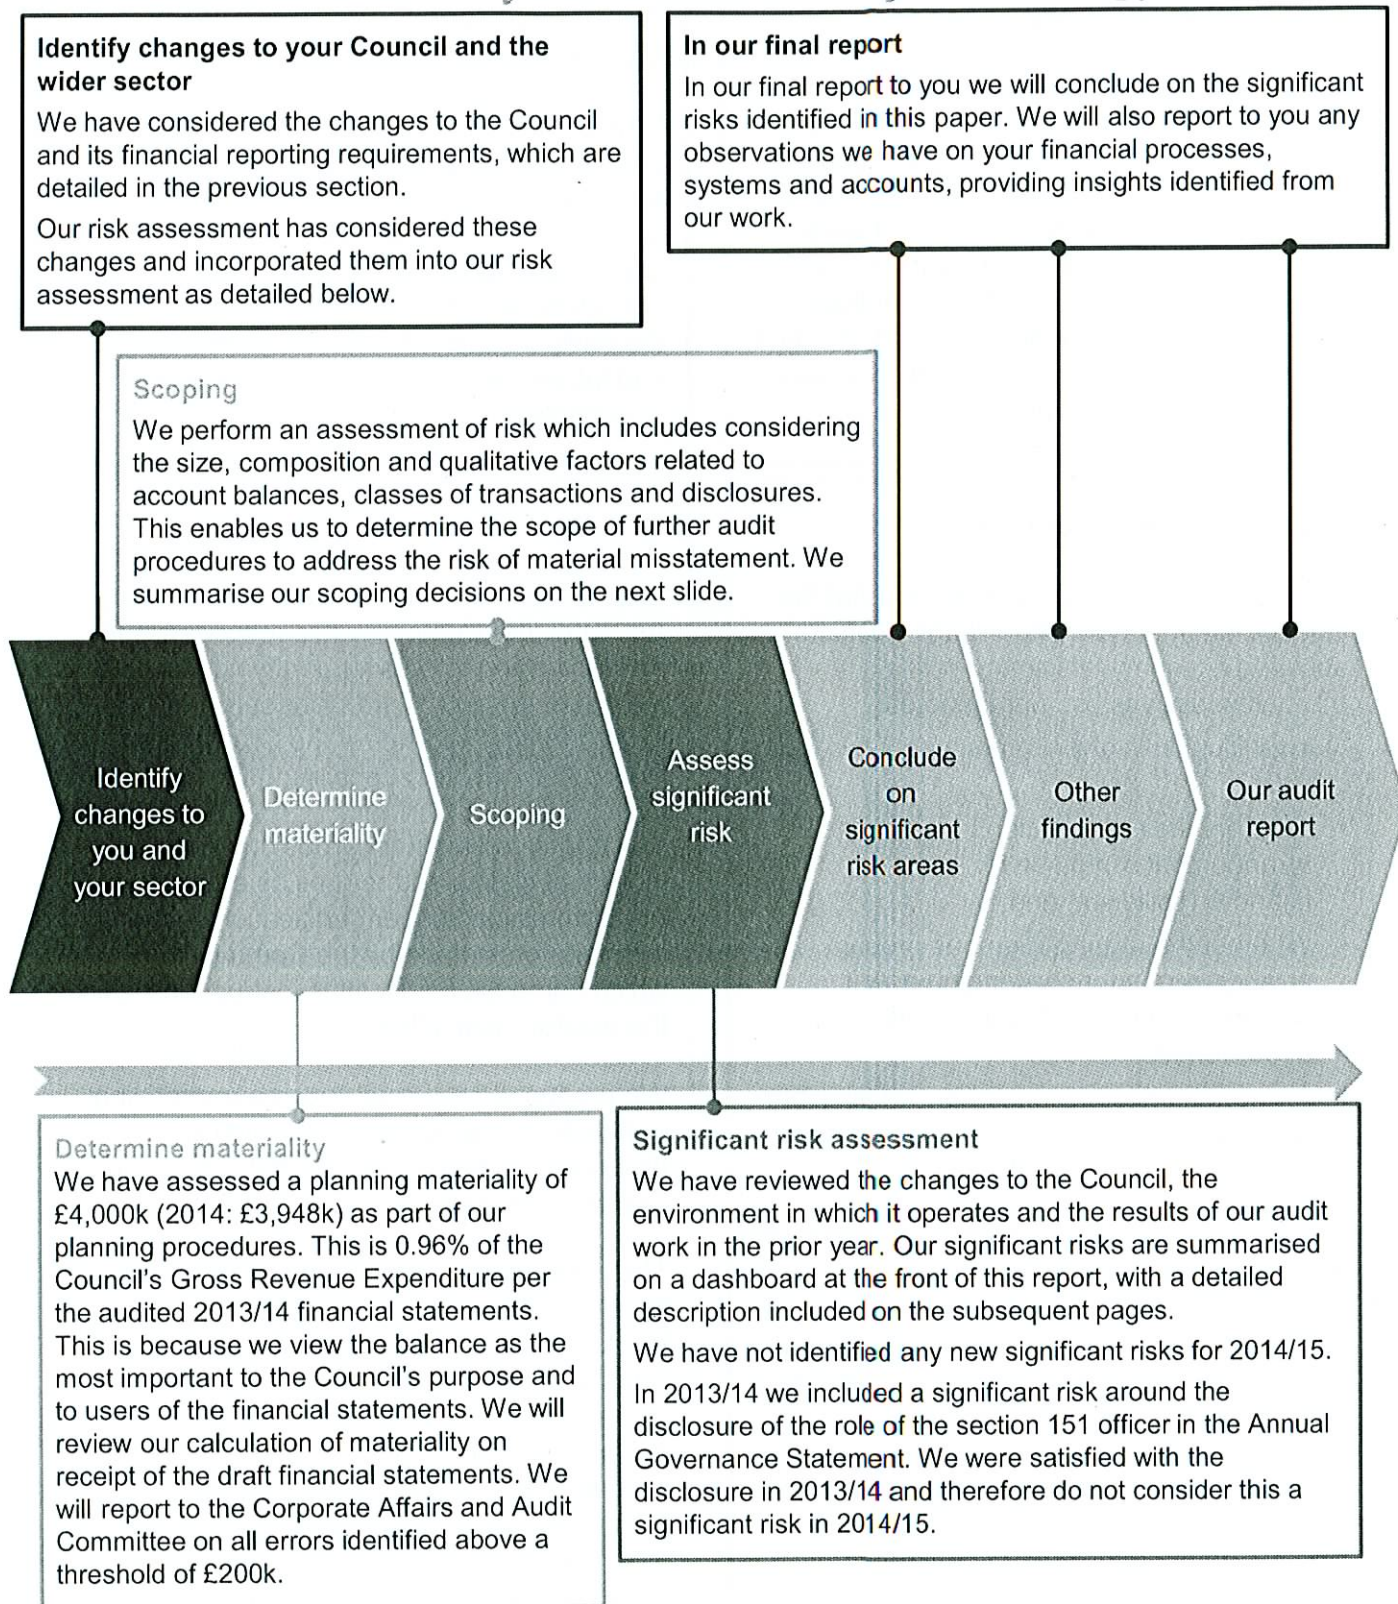 Identify changes to your Council and the
wider sector
We have considered the changes to the Council
and its financial reporting requirements, which are
detailed in the previous section.
Our risk assessment has considered these
changes and incorporated them into our risk
assessment as detailed below.
In our final report
In our final report to you we will conclude on the significant
risks identified in this paper. We will also report to you any
observations we have on your financial processes,
systems and accounts, providing insights identified from
our work.
Scoping
We perform an assessment of risk which includes considering
the size, composition and qualitative factors related to
account balances, classes of transactions and disclosures.
This enables us to determine the scope of further audit
procedures to address the risk of material misstatement. We
summarise our scoping decisions on the next slide.
Identify
changes to
you and
your sector
Determine
materiality
Scoping
Assess
significant
risk
Conclude
on
significant
risk areas
Other
findings
Our audit
report
Determine materiality
We have assessed a planning materiality of
£4,000k (2014: £3,948k) as part of our
planning procedures. This is 0.96% of the
Council's Gross Revenue Expenditure per
the audited 2013/14 financial statements.
This is because we view the balance as the
most important to the Council's purpose and
to users of the financial statements. We will
review our calculation of materiality on
receipt of the draft financial statements. We
will report to the Corporate Affairs and Audit
Committee on all errors identified above a
threshold of £200k.
Significant risk assessment
We have reviewed the changes to the Council, the
environment in which it operates and the results of our audit
work in the prior year. Our significant risks are summarised
on a dashboard at the front of this report, with a detailed
description included on the subsequent pages.
We have not identified any new significant risks for 2014/15.
In 2013/14 we included a significant risk around the
disclosure of the role of the section 151 officer in the Annual
Governance Statement. We were satisfied with the
disclosure in 2013/14 and therefore do not consider this a
significant risk in 2014/15.